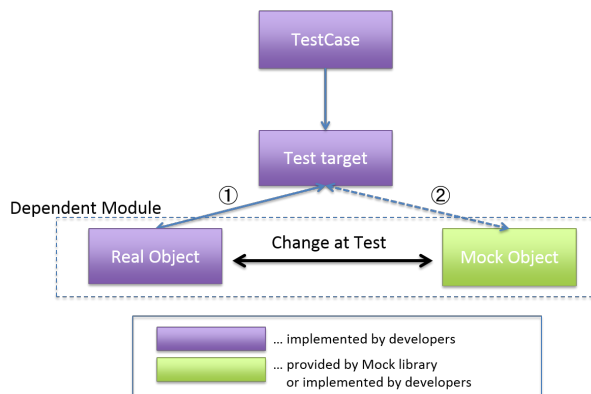 TestCase
Test target
①
②
Dependent Module
Real Object
Change at Test
Mock Object
... implemented by developers
... provided by Mock library
or implemented by developers